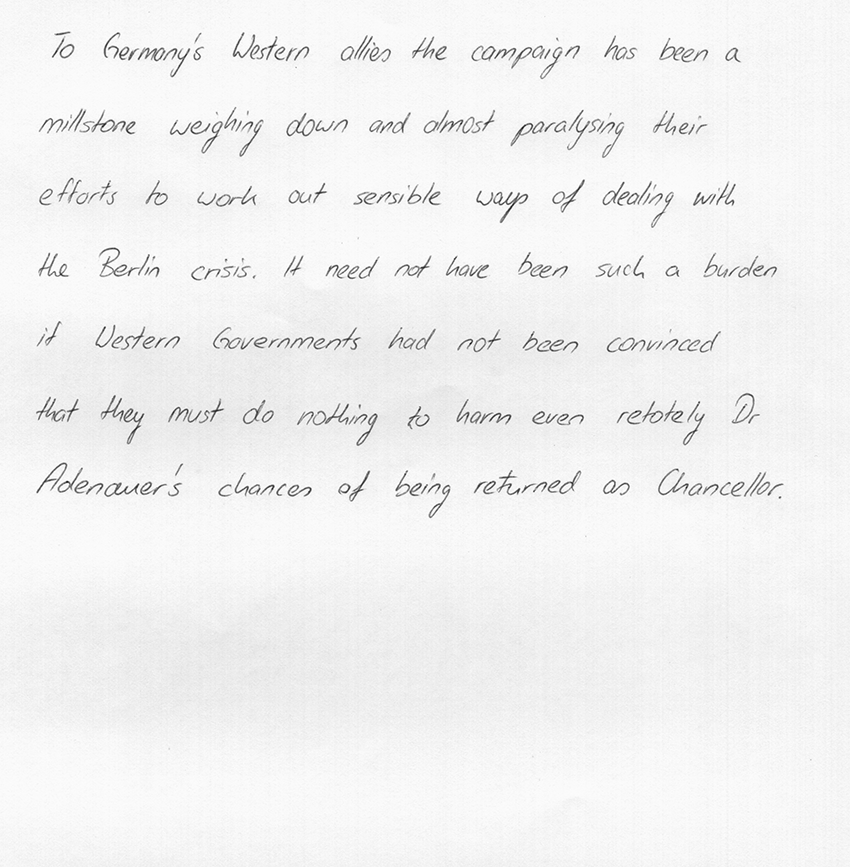 To Germany's Western allies the campaign has been a
millstone weighing down and almost paralysing their
efforts to work out sensible ways of dealing with
the Berlin crisis. It need not have been such a burden
if Western Governments had not been convinced
that they must do nothing to harm even retotely Dr
Adenauer's chances of being returned as Chancellor.